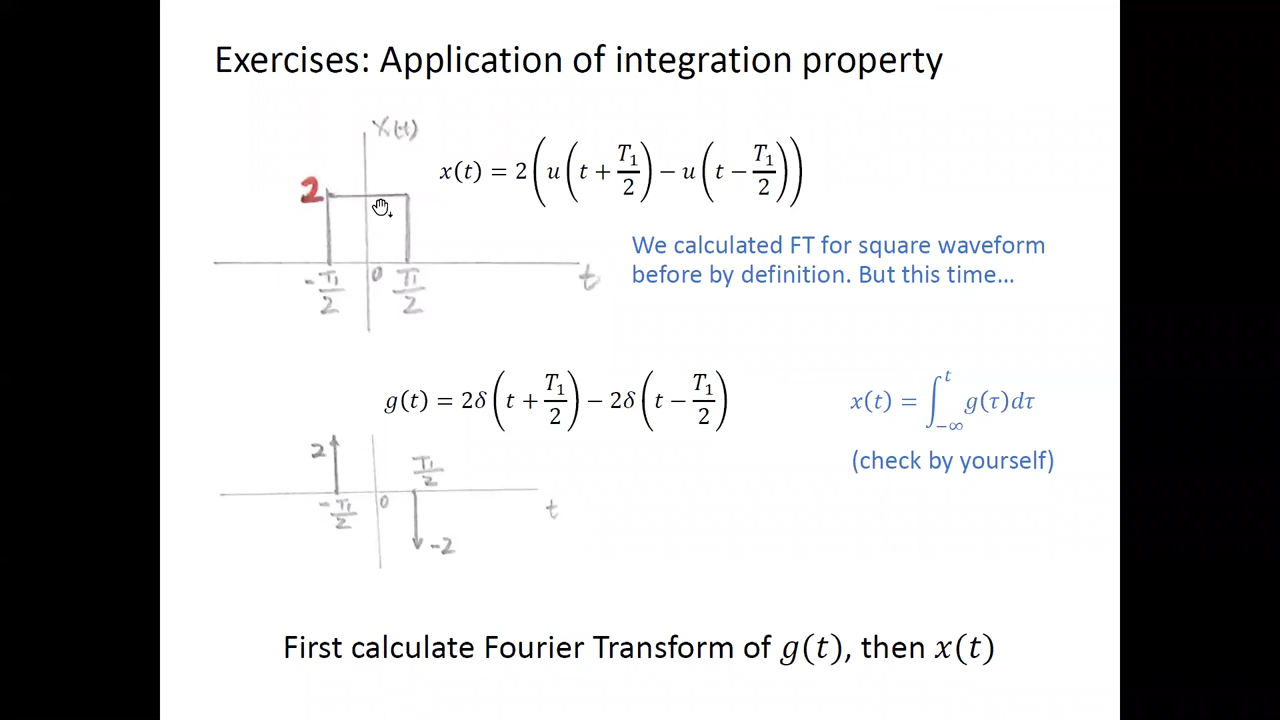 Exercises: Application of integration property
X(t)
2
x(t) = 2(u(t + T₁/2) − u(t − T₁/2))
We calculated FT for square waveform
before by definition. But this time…
-T₁/2 0 T₁/2 t
g(t) = 2δ(t + T₁/2) − 2δ(t − T₁/2)
x(t) = ∫_{−∞}^{t} g(τ)dτ
(check by yourself)
2
T₁/2
-T₁/2 0 t
-2
First calculate Fourier Transform of g(t), then x(t)